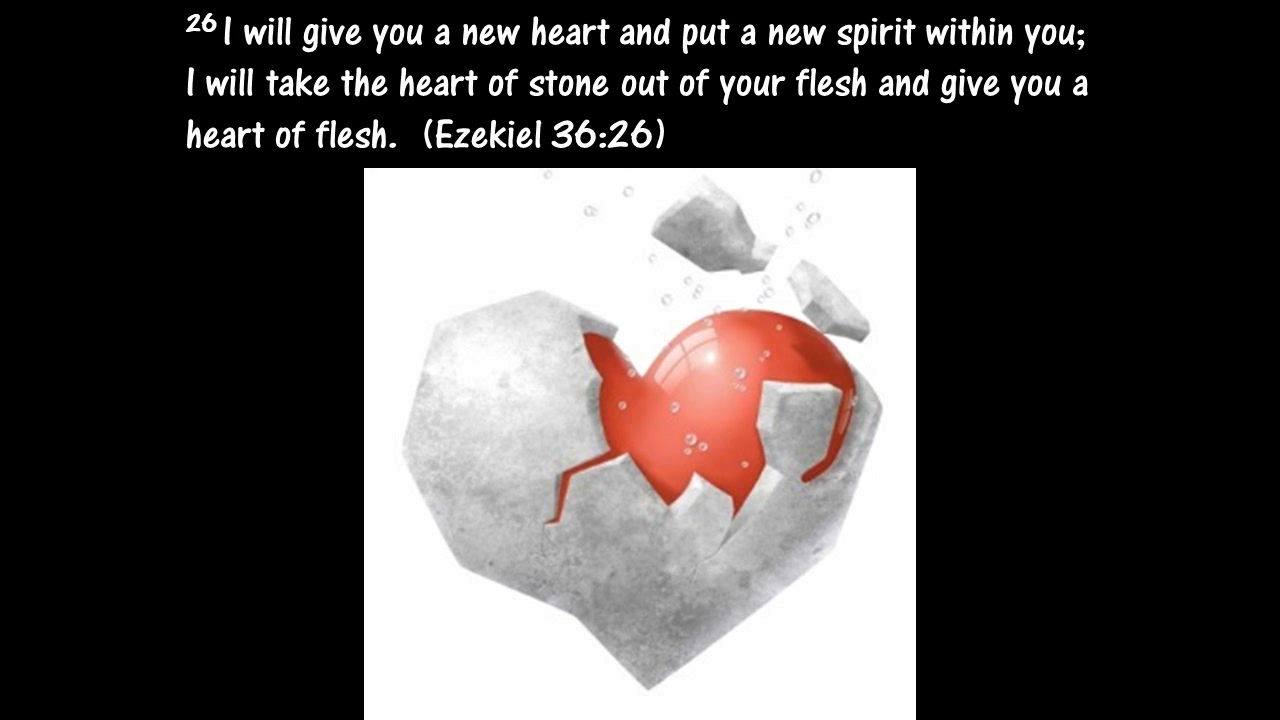 26 I will give you a new heart and put a new spirit within you;
I will take the heart of stone out of your flesh and give you a
heart of flesh. (Ezekiel 36:26)